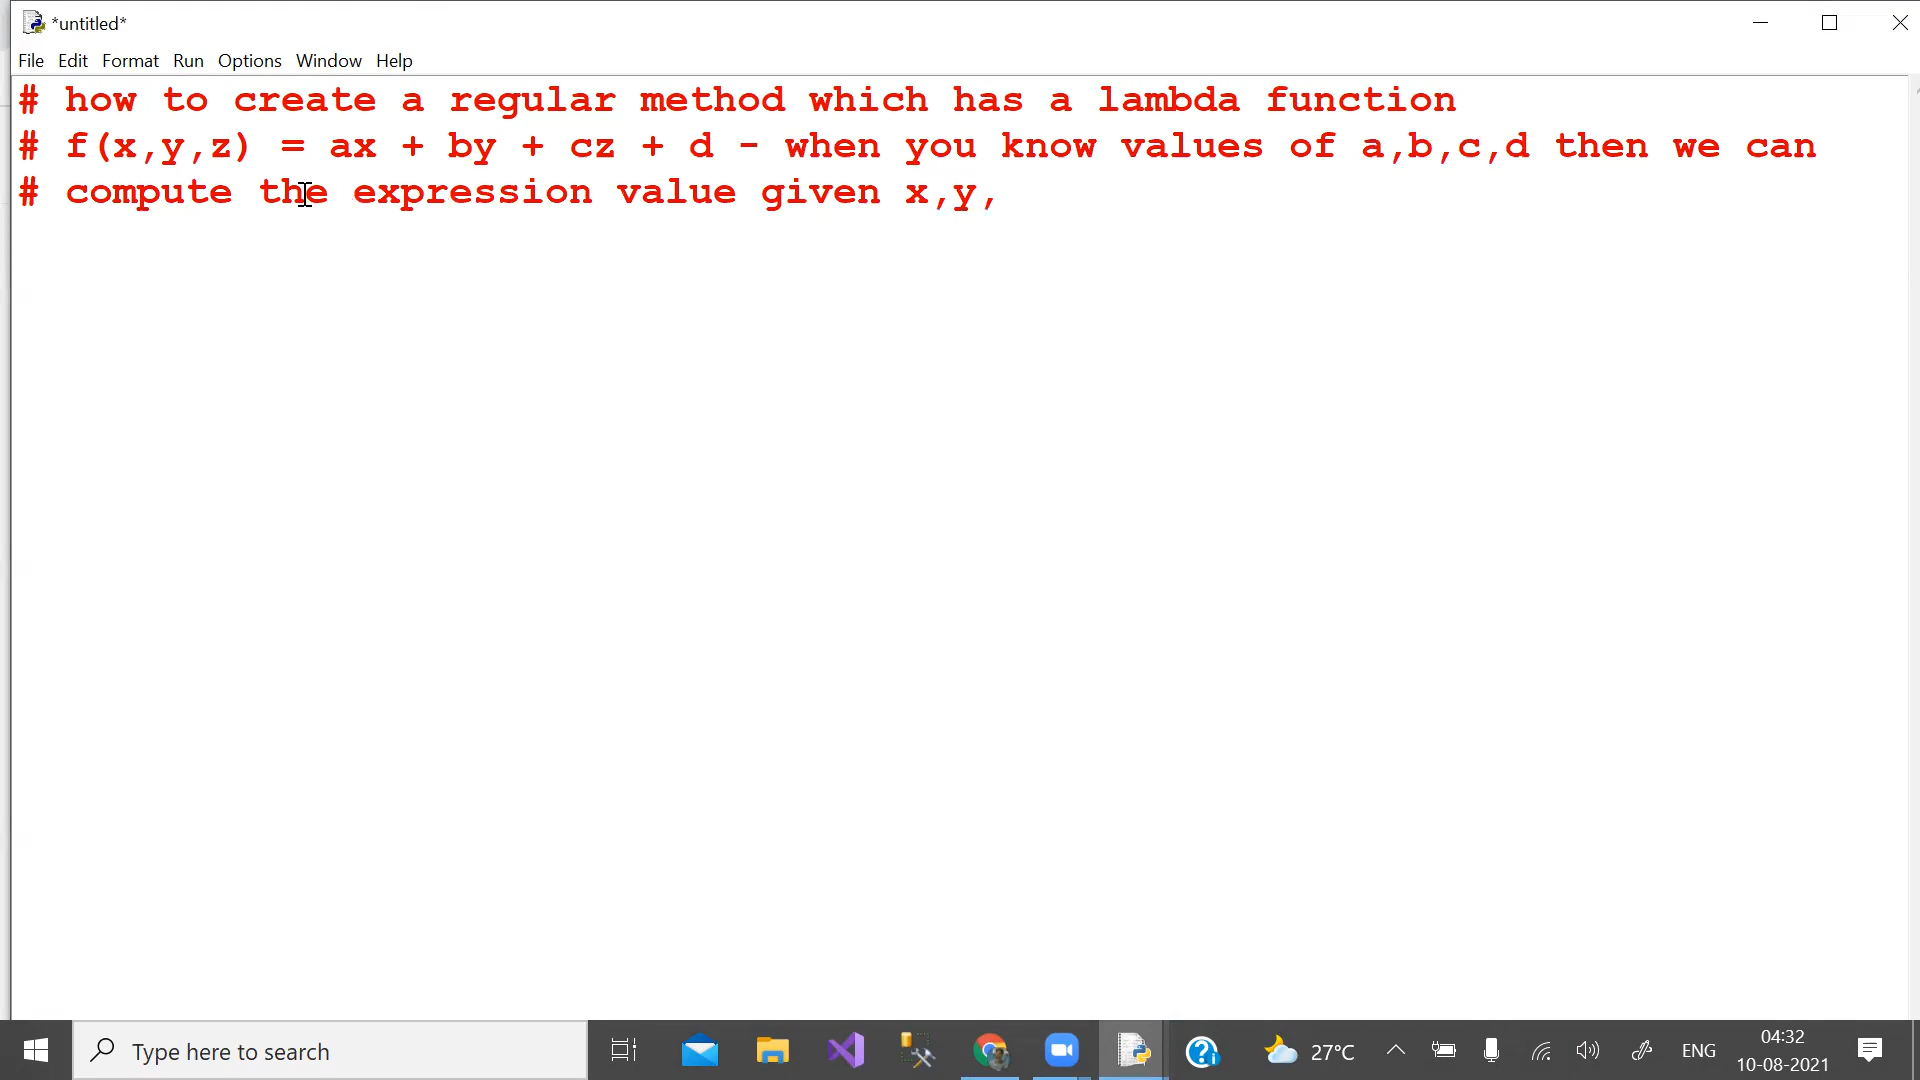 *untitled*
File Edit Format Run Options Window Help
# how to create a regular method which has a lambda function
# f(x,y,z) = ax + by + cz + d - when you know values of a,b,c,d then we can
# compute the expression value given x,y,
Type here to search
27°C
ENG
04:32
10-08-2021